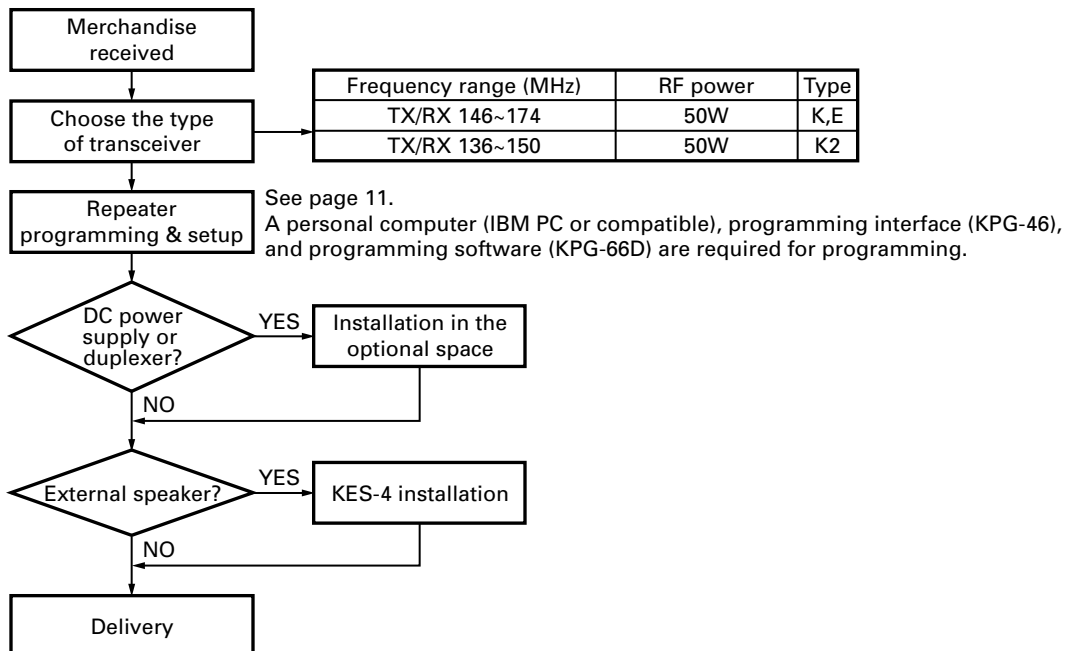 Merchandise
received
Choose the type
of transceiver
Frequency range (MHz) RF power Type
TX/RX 146~174 50W K,E
TX/RX 136~150 50W K2
Repeater
programming & setup
See page 11.
A personal computer (IBM PC or compatible), programming interface (KPG-46),
and programming software (KPG-66D) are required for programming.
DC power
supply or
duplexer?
YES
Installation in the
optional space
NO
External speaker?
YES
KES-4 installation
NO
Delivery